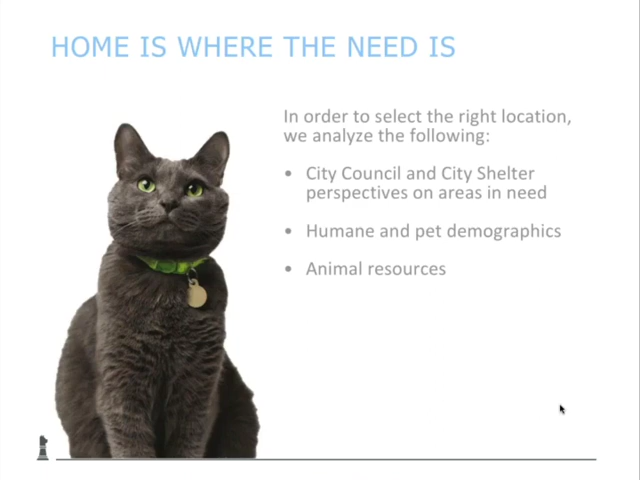 HOME IS WHERE THE NEED IS
In order to select the right location,
we analyze the following:
• City Council and City Shelter
perspectives on areas in need
• Humane and pet demographics
• Animal resources